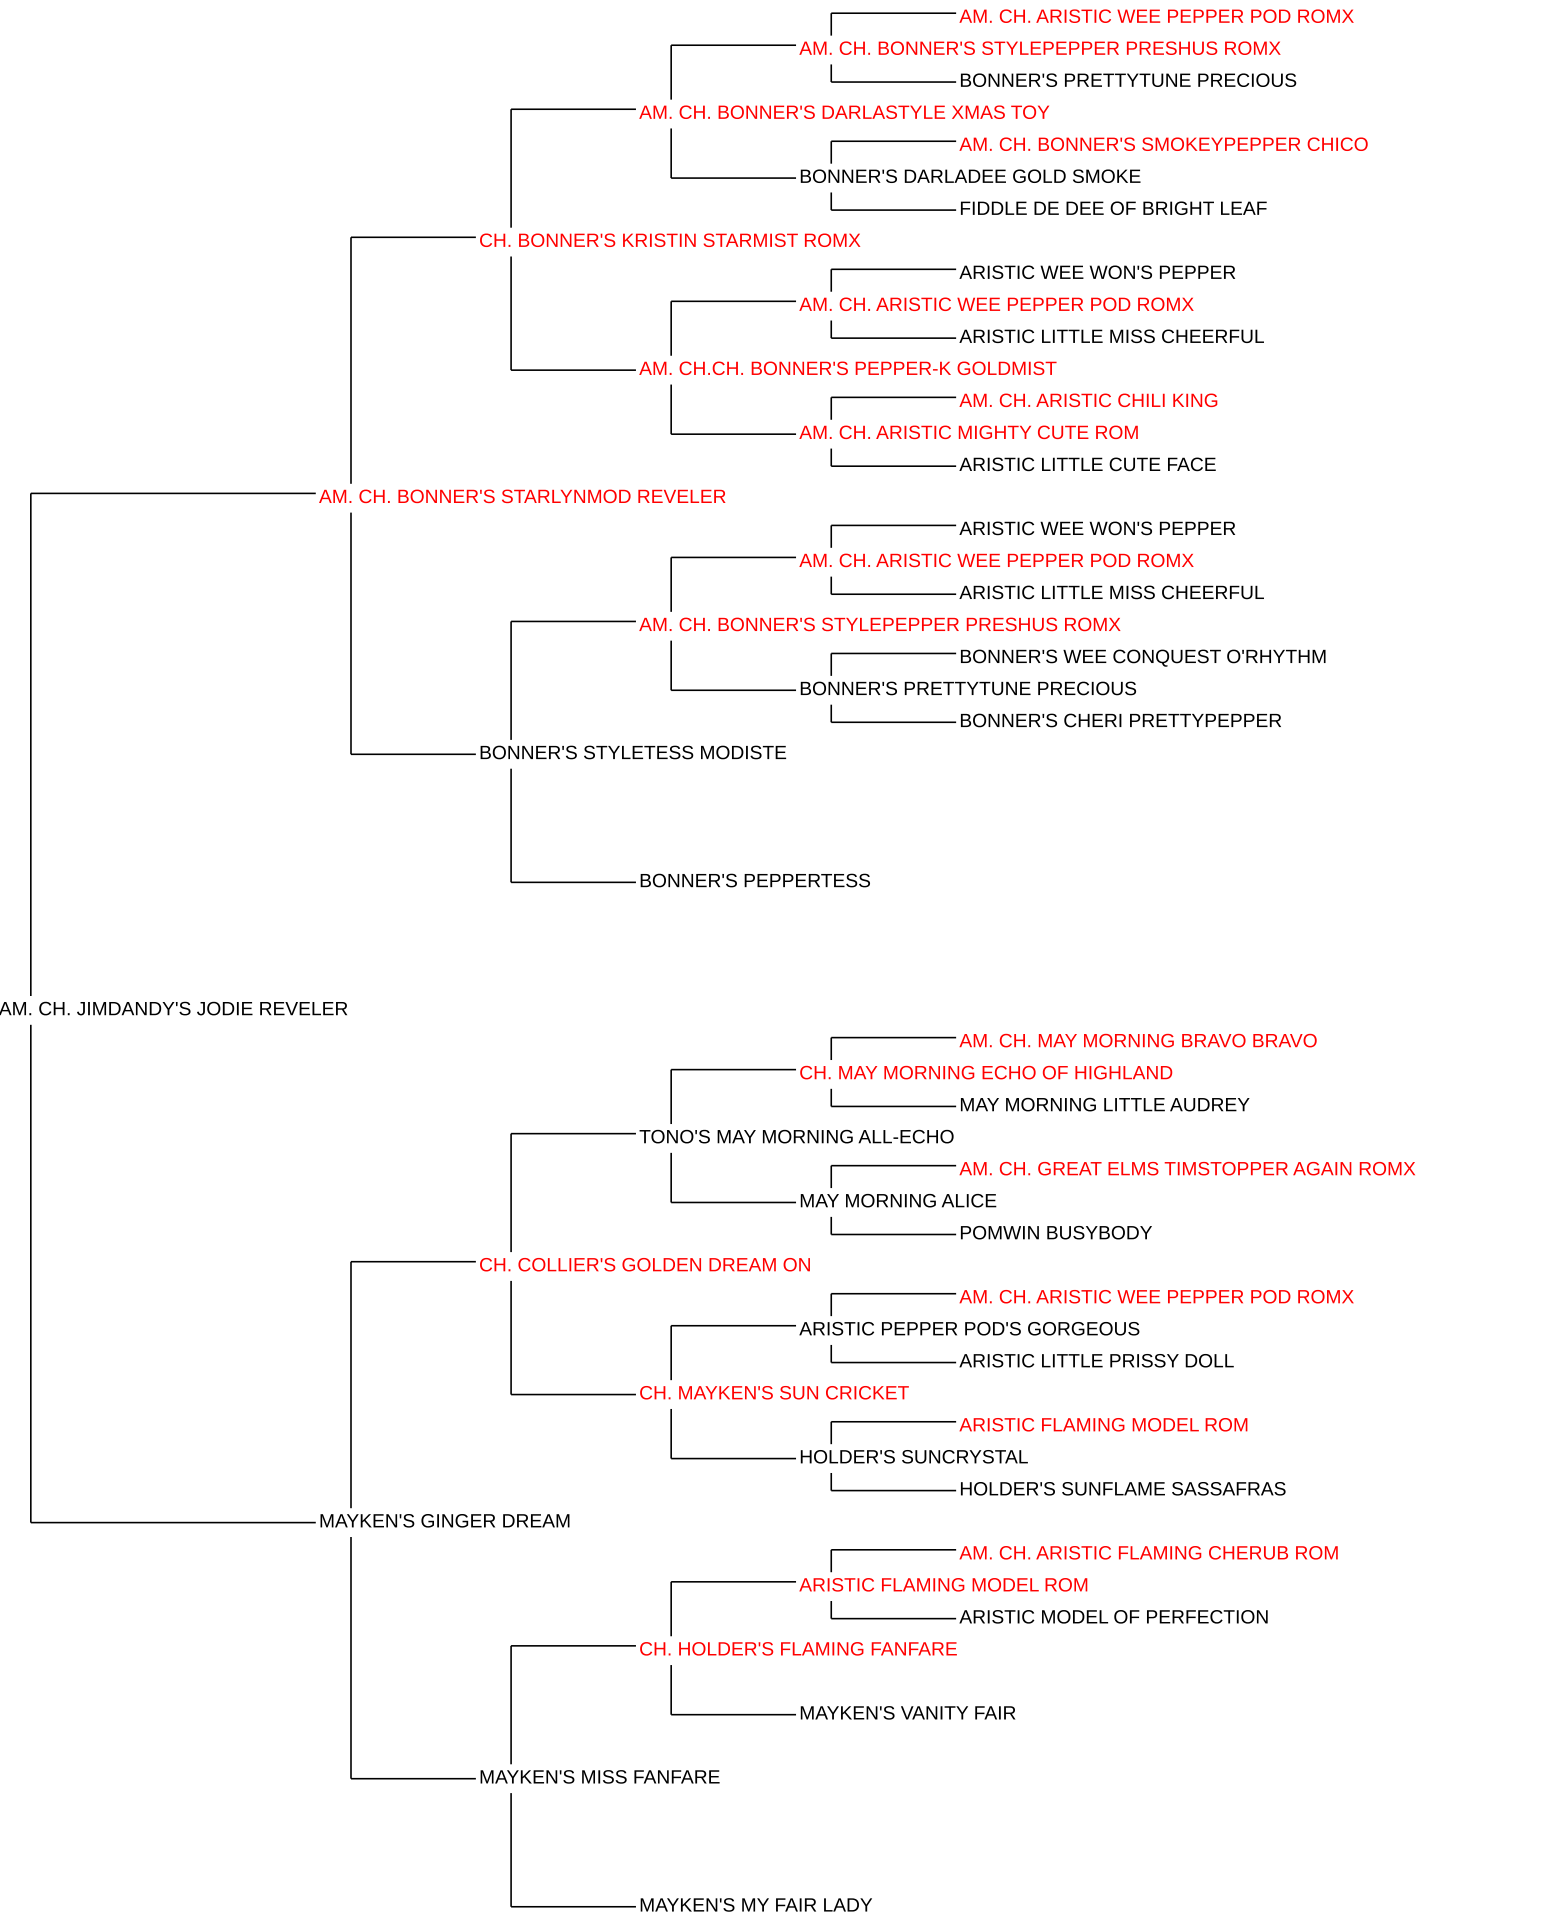 AM. CH. ARISTIC WEE PEPPER POD ROMX
AM. CH. BONNER'S STYLEPEPPER PRESHUS ROMX
BONNER'S PRETTYTUNE PRECIOUS
AM. CH. BONNER'S DARLASTYLE XMAS TOY
AM. CH. BONNER'S SMOKEYPEPPER CHICO
BONNER'S DARLADEE GOLD SMOKE
FIDDLE DE DEE OF BRIGHT LEAF
CH. BONNER'S KRISTIN STARMIST ROMX
ARISTIC WEE WON'S PEPPER
AM. CH. ARISTIC WEE PEPPER POD ROMX
ARISTIC LITTLE MISS CHEERFUL
AM. CH.CH. BONNER'S PEPPER-K GOLDMIST
AM. CH. ARISTIC CHILI KING
AM. CH. ARISTIC MIGHTY CUTE ROM
ARISTIC LITTLE CUTE FACE
AM. CH. BONNER'S STARLYNMOD REVELER
ARISTIC WEE WON'S PEPPER
AM. CH. ARISTIC WEE PEPPER POD ROMX
ARISTIC LITTLE MISS CHEERFUL
AM. CH. BONNER'S STYLEPEPPER PRESHUS ROMX
BONNER'S WEE CONQUEST O'RHYTHM
BONNER'S PRETTYTUNE PRECIOUS
BONNER'S CHERI PRETTYPEPPER
BONNER'S STYLETESS MODISTE
BONNER'S PEPPERTESS
AM. CH. JIMDANDY'S JODIE REVELER
AM. CH. MAY MORNING BRAVO BRAVO
CH. MAY MORNING ECHO OF HIGHLAND
MAY MORNING LITTLE AUDREY
TONO'S MAY MORNING ALL-ECHO
AM. CH. GREAT ELMS TIMSTOPPER AGAIN ROMX
MAY MORNING ALICE
POMWIN BUSYBODY
CH. COLLIER'S GOLDEN DREAM ON
AM. CH. ARISTIC WEE PEPPER POD ROMX
ARISTIC PEPPER POD'S GORGEOUS
ARISTIC LITTLE PRISSY DOLL
CH. MAYKEN'S SUN CRICKET
ARISTIC FLAMING MODEL ROM
HOLDER'S SUNCRYSTAL
HOLDER'S SUNFLAME SASSAFRAS
MAYKEN'S GINGER DREAM
AM. CH. ARISTIC FLAMING CHERUB ROM
ARISTIC FLAMING MODEL ROM
ARISTIC MODEL OF PERFECTION
CH. HOLDER'S FLAMING FANFARE
MAYKEN'S VANITY FAIR
MAYKEN'S MISS FANFARE
MAYKEN'S MY FAIR LADY